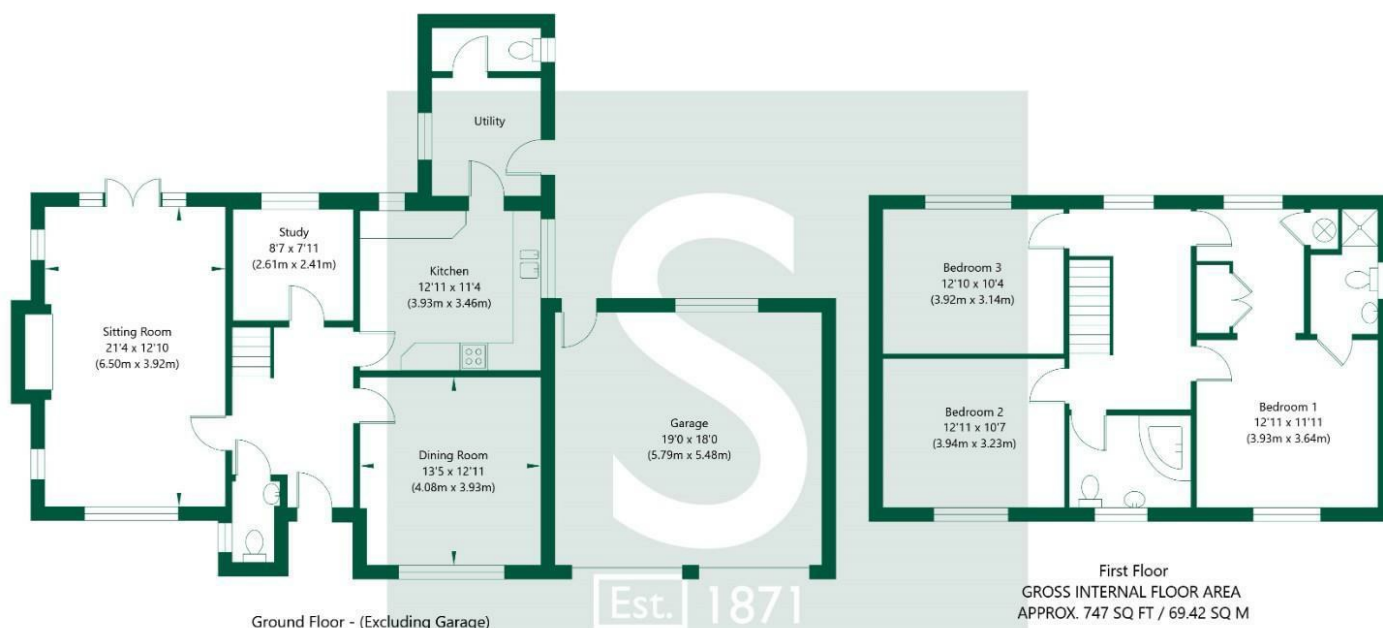 Utility
Study
8'7 x 7'11
(2.61m x 2.41m)
Kitchen
12'11 x 11'4
(3.93m x 3.46m)
Sitting Room
21'4 x 12'10
(6.50m x 3.92m)
Dining Room
13'5 x 12'11
(4.08m x 3.93m)
Garage
19'0 x 18'0
(5.79m x 5.48m)
S
Est. 1871
Ground Floor - (Excluding Garage)
Bedroom 3
12'10 x 10'4
(3.92m x 3.14m)
Bedroom 2
12'11 x 10'7
(3.94m x 3.23m)
Bedroom 1
12'11 x 11'11
(3.93m x 3.64m)
First Floor
GROSS INTERNAL FLOOR AREA
APPROX. 747 SQ FT / 69.42 SQ M